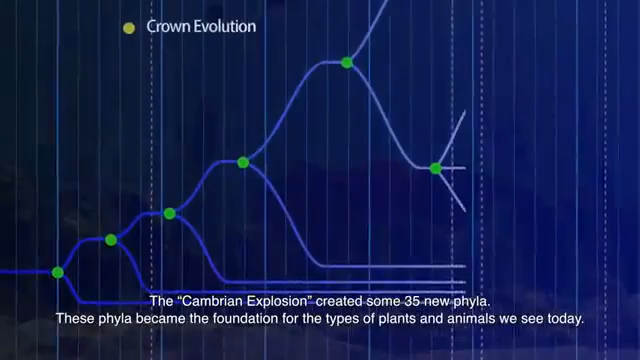 Crown Evolution
The “Cambrian Explosion” created some 35 new phyla.
These phyla became the foundation for the types of plants and animals we see today.